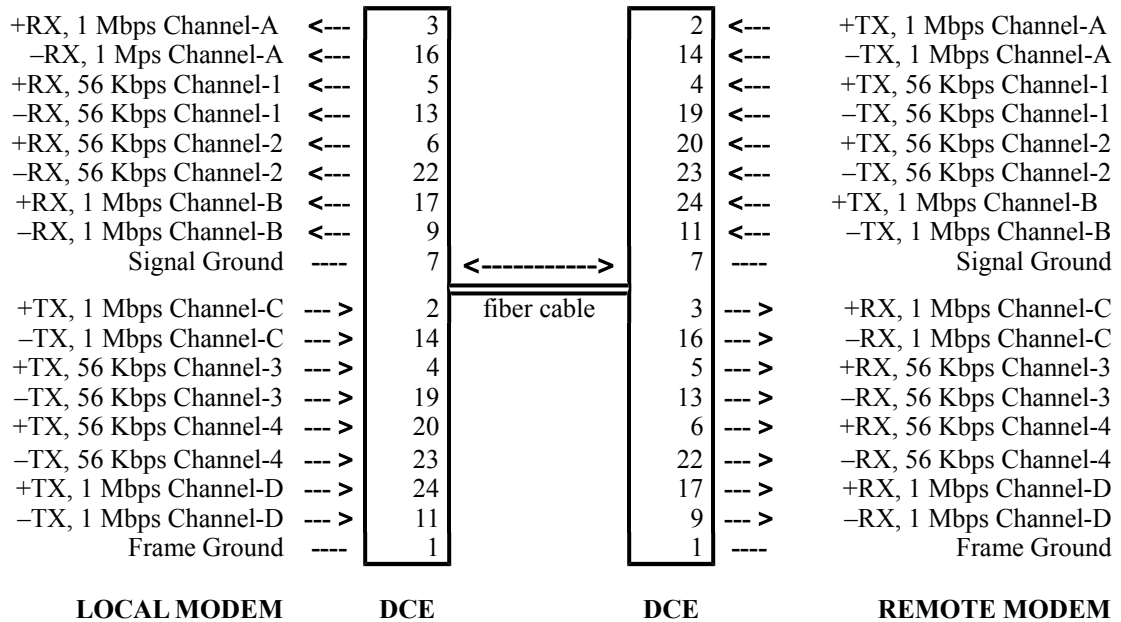 +RX, 1 Mbps Channel-A <--- 3 2 <--- +TX, 1 Mbps Channel-A
–RX, 1 Mps Channel-A <--- 16 14 <--- –TX, 1 Mbps Channel-A
+RX, 56 Kbps Channel-1 <--- 5 4 <--- +TX, 56 Kbps Channel-1
–RX, 56 Kbps Channel-1 <--- 13 19 <--- –TX, 56 Kbps Channel-1
+RX, 56 Kbps Channel-2 <--- 6 20 <--- +TX, 56 Kbps Channel-2
–RX, 56 Kbps Channel-2 <--- 22 23 <--- –TX, 56 Kbps Channel-2
+RX, 1 Mbps Channel-B <--- 17 24 <--- +TX, 1 Mbps Channel-B
–RX, 1 Mbps Channel-B <--- 9 11 <--- –TX, 1 Mbps Channel-B
Signal Ground ---- 7 <-----------> 7 ---- Signal Ground
fiber cable
+TX, 1 Mbps Channel-C --- > 2 3 --- > +RX, 1 Mbps Channel-C
–TX, 1 Mbps Channel-C --- > 14 16 --- > –RX, 1 Mbps Channel-C
+TX, 56 Kbps Channel-3 --- > 4 5 --- > +RX, 56 Kbps Channel-3
–TX, 56 Kbps Channel-3 --- > 19 13 --- > –RX, 56 Kbps Channel-3
+TX, 56 Kbps Channel-4 --- > 20 6 --- > +RX, 56 Kbps Channel-4
–TX, 56 Kbps Channel-4 --- > 23 22 --- > –RX, 56 Kbps Channel-4
+TX, 1 Mbps Channel-D --- > 24 17 --- > +RX, 1 Mbps Channel-D
–TX, 1 Mbps Channel-D --- > 11 9 --- > –RX, 1 Mbps Channel-D
Frame Ground ---- 1 1 ---- Frame Ground
LOCAL MODEM DCE DCE REMOTE MODEM